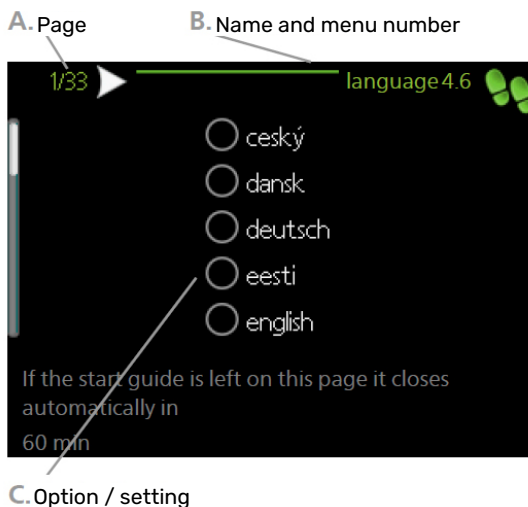 A. Page
B. Name and menu number
1/33
language 4.6
ceský
dansk
deutsch
eesti
english
If the start guide is left on this page it closes
automatically in
60 min
C. Option / setting